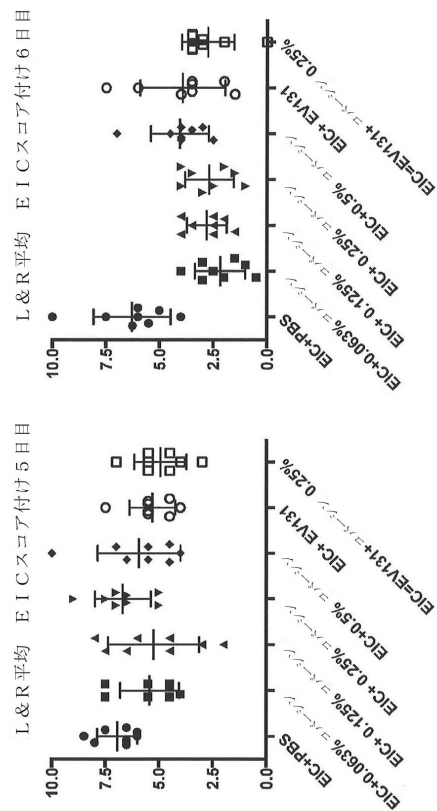 L&R平均 EICスコア付け5日目
10.0
7.5
5.0
2.5
0.0
EIC+PBS
EIC+0.063%
EIC+ 0.125%
EIC+ 0.25%
EIC+0.5%
EIC+ EV131
EIC=EV131+
0.25%
L&R平均 EICスコア付け6日目
10.0
7.5
5.0
2.5
0.0
EIC+PBS
EIC+0.063%
EIC+ 0.125%
EIC+ 0.25%
EIC+0.5%
EIC+ EV131
EIC=EV131+
0.25%